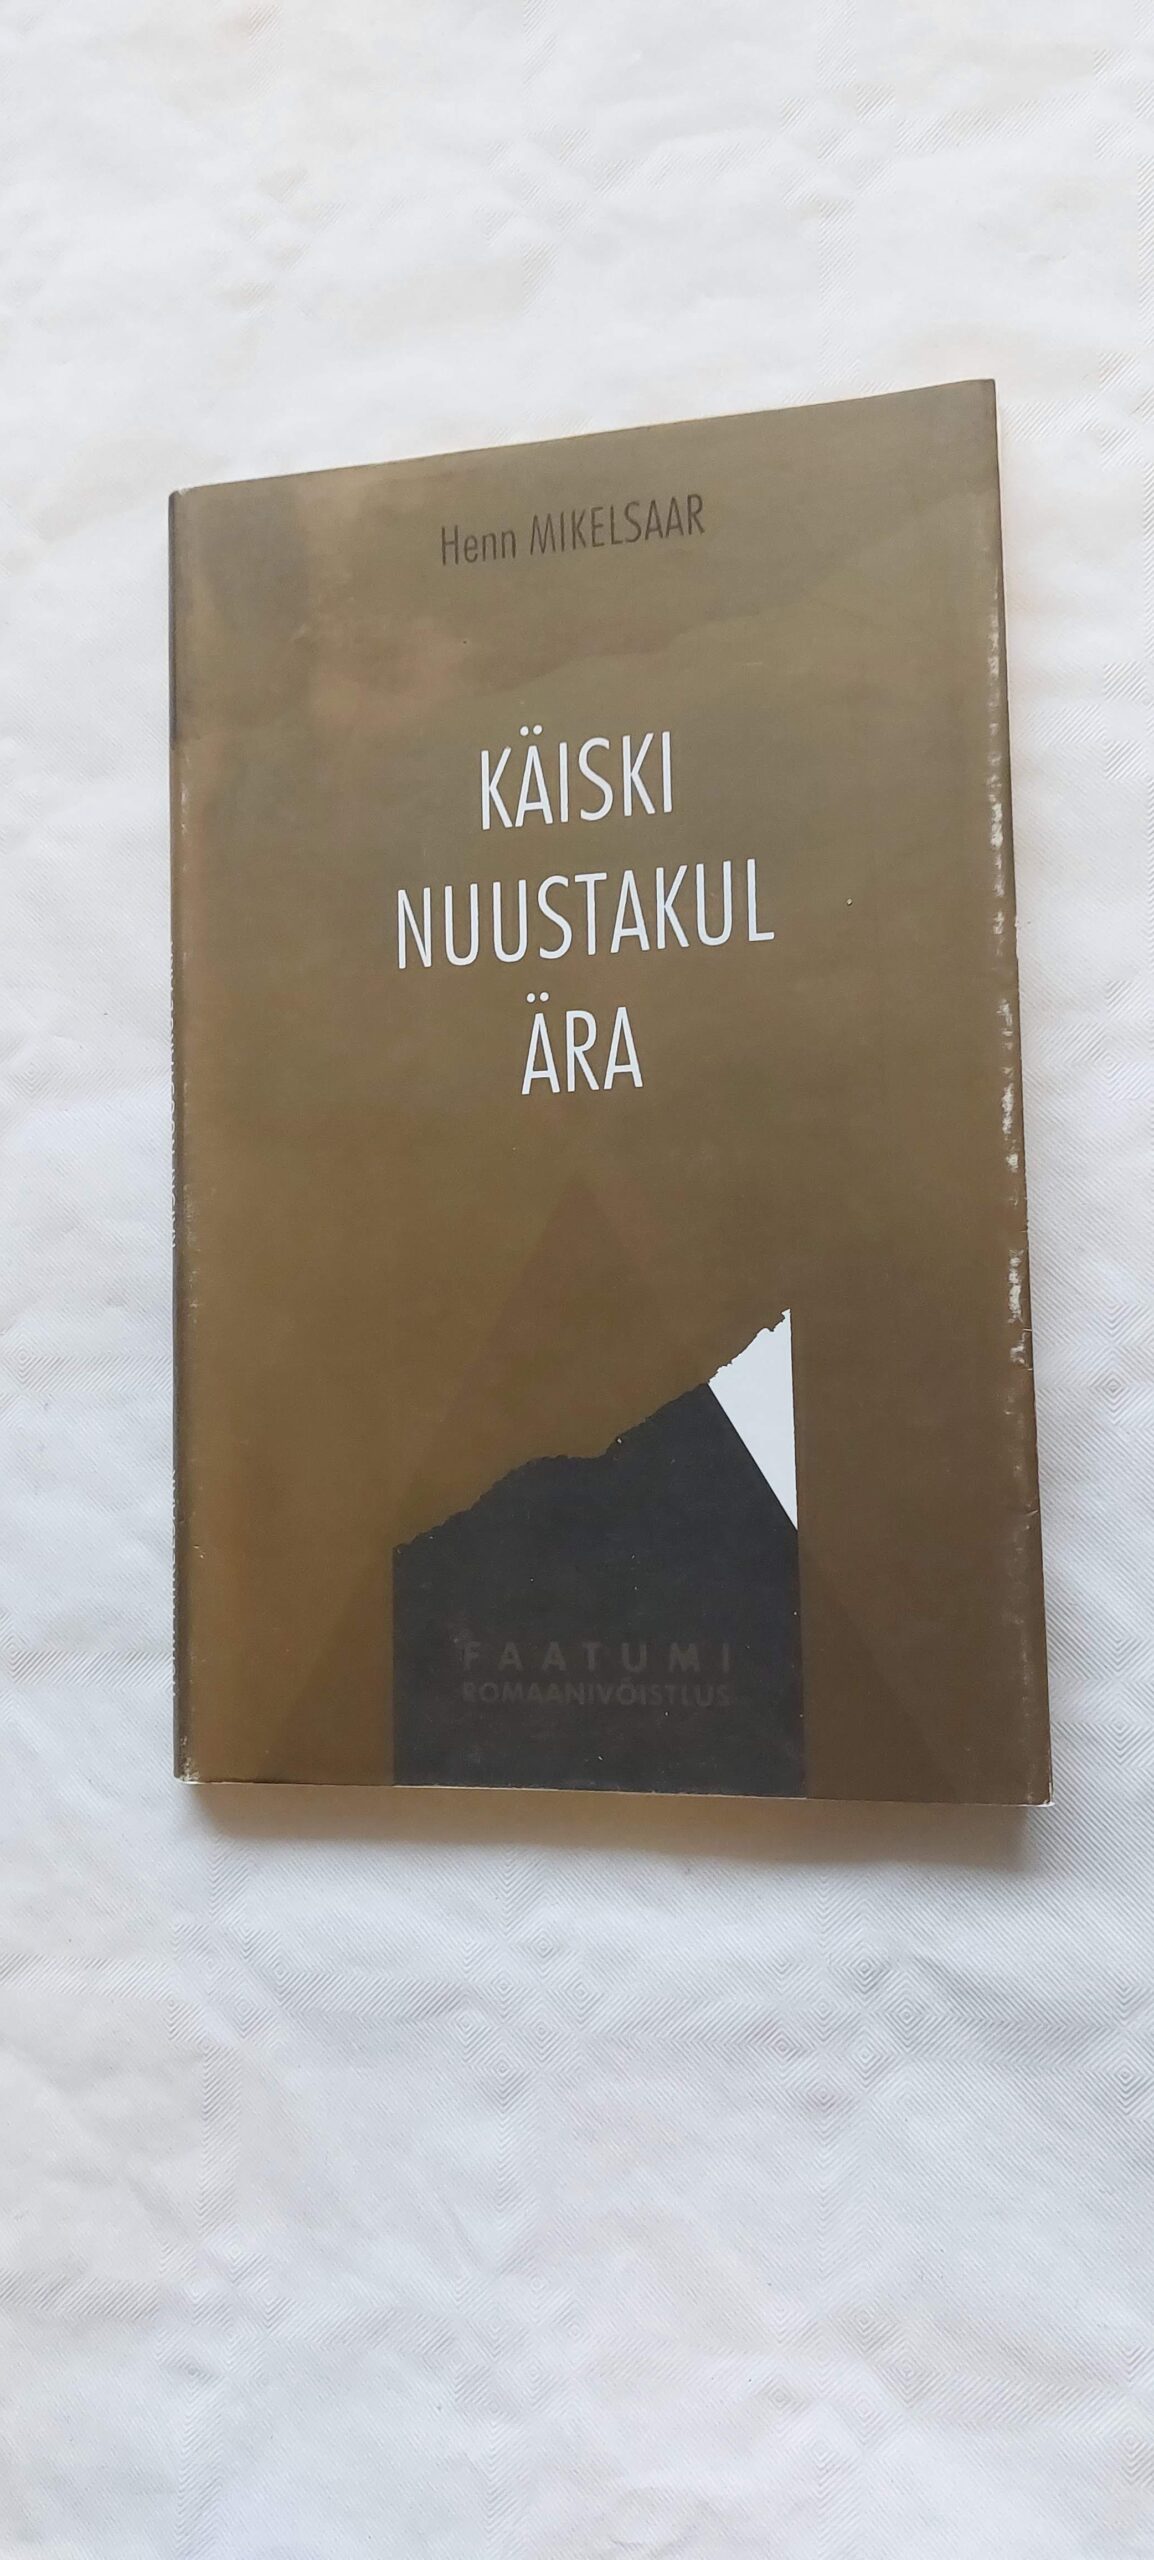 Henn MIKELSAAR
KÄISKI
NUUSTAKUL
ÄRA
FAATUMI
ROMAANIVÕISTLUS